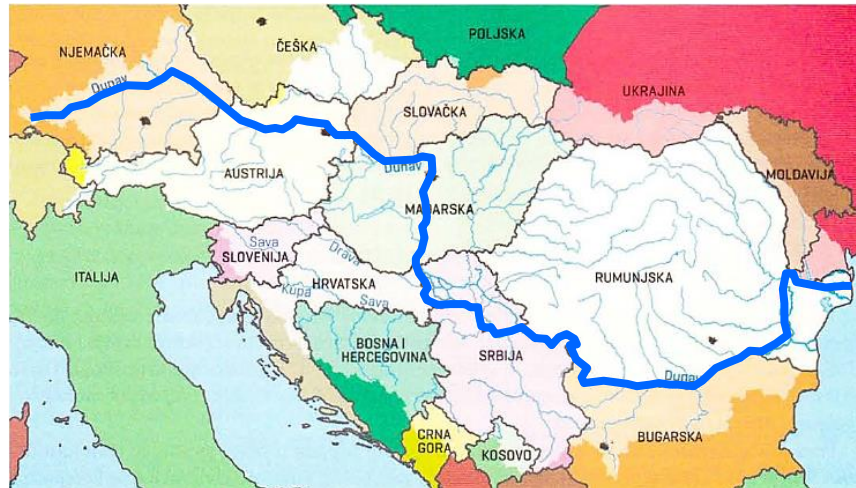 NJEMAČKA
Dunav
ČEŠKA
POLJSKA
UKRAJINA
SLOVAČKA
MOLDAVIJA
AUSTRIJA
Dunav
MAĐARSKA
Sava
SLOVENIJA
Drava
ITALIJA
HRVATSKA
Kupa
Sava
RUMUNJSKA
BOSNA I
HERCEGOVINA
SRBIJA
Dunav
CRNA
GORA
KOSOVO
BUGARSKA